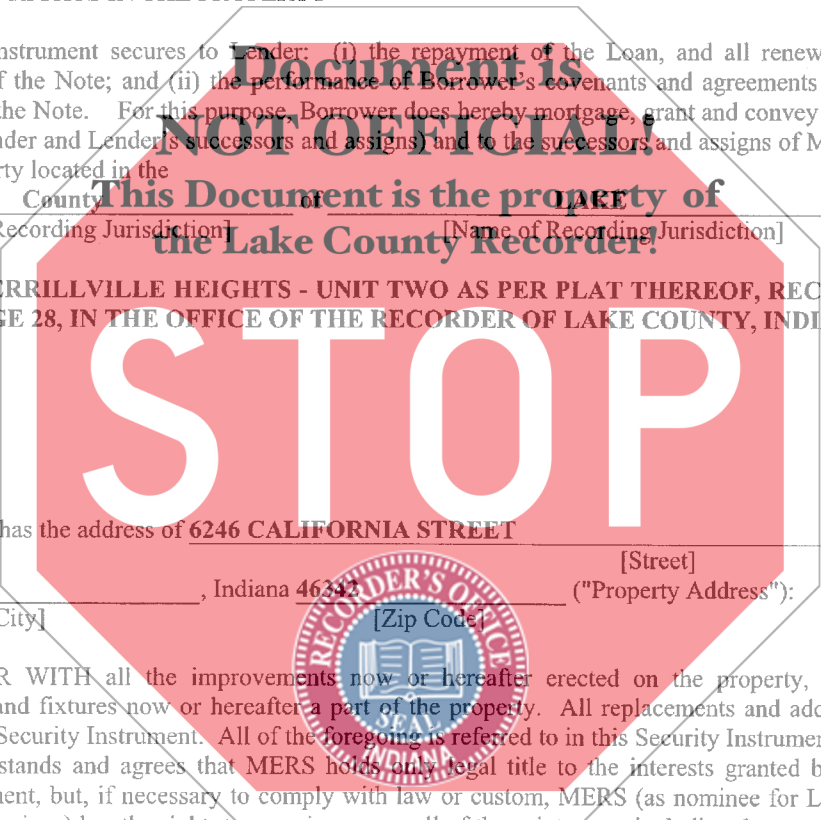 nstrument secures to Lender: (i) the repayment of the Loan, and all renew
f the Note; and (ii) the performance of Borrower's covenants and agreements
the Note. For this purpose, Borrower does hereby mortgage, grant and convey
nder and Lender's successors and assigns) and to the successors and assigns of M
rty located in the
County of LAKE
Recording Jurisdiction] [Name of Recording Jurisdiction]
Document is
NOT OFFICIAL!
This Document is the property of
the Lake County Recorder!
ERRILLVILLE HEIGHTS - UNIT TWO AS PER PLAT THEREOF, REC
GE 28, IN THE OFFICE OF THE RECORDER OF LAKE COUNTY, INDI
STOP
has the address of 6246 CALIFORNIA STREET
[Street]
, Indiana 46342 ("Property Address"):
City] [Zip Code]
RECORDER'S OFFICE
SEAL
INDIANA
R WITH all the improvements now or hereafter erected on the property,
and fixtures now or hereafter a part of the property. All replacements and add
Security Instrument. All of the foregoing is referred to in this Security Instrumen
stands and agrees that MERS holds only legal title to the interests granted b
ment, but, if necessary to comply with law or custom, MERS (as nominee for L